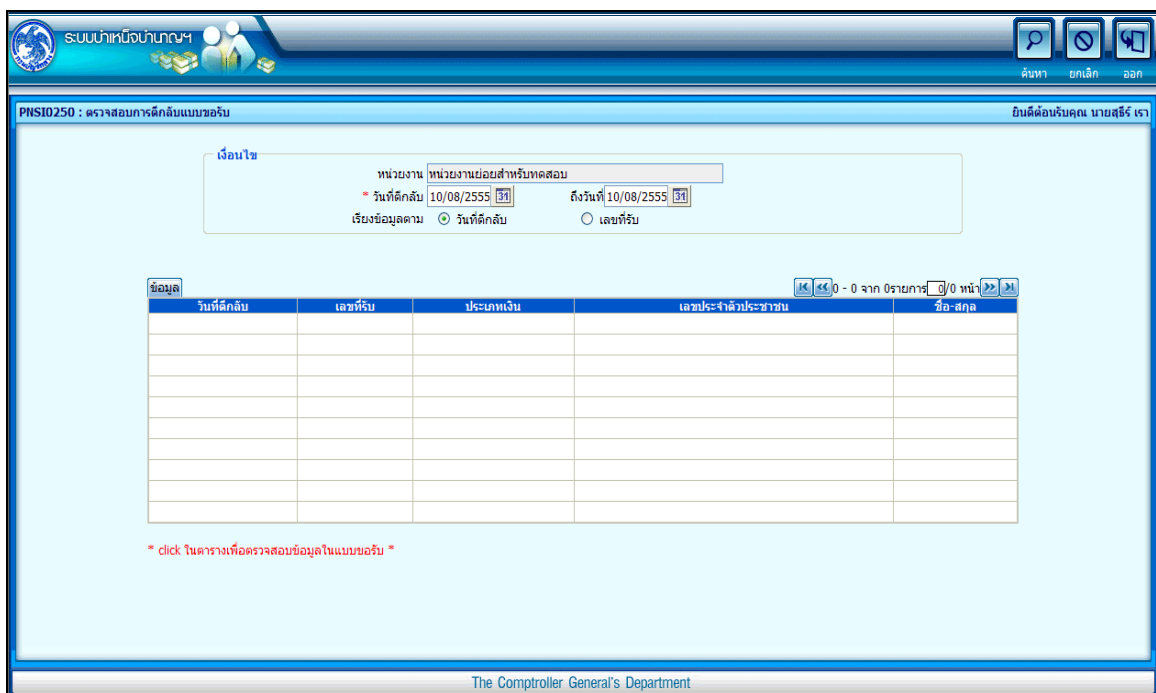 ระบบบำเหน็จบำนาญฯ
ค้นหา ยกเลิก ออก
PNSI0250 : ตรวจสอบการตีกลับแบบขอรับ ยินดีต้อนรับคุณ นายสุธีร์ เรา
เงื่อนไข
หน่วยงาน หน่วยงานย่อยสำหรับทดสอบ
* วันที่ตีกลับ 10/08/2555 31 ถึงวันที่ 10/08/2555 31
เรียงข้อมูลตาม วันที่ตีกลับ เลขที่รับ
ข้อมูล 0 - 0 จาก 0รายการ 0/0 หน้า
วันที่ตีกลับ เลขที่รับ ประเภทเงิน เลขประจำตัวประชาชน ชื่อ-สกุล
* click ในตารางเพื่อตรวจสอบข้อมูลในแบบขอรับ *
The Comptroller General's Department